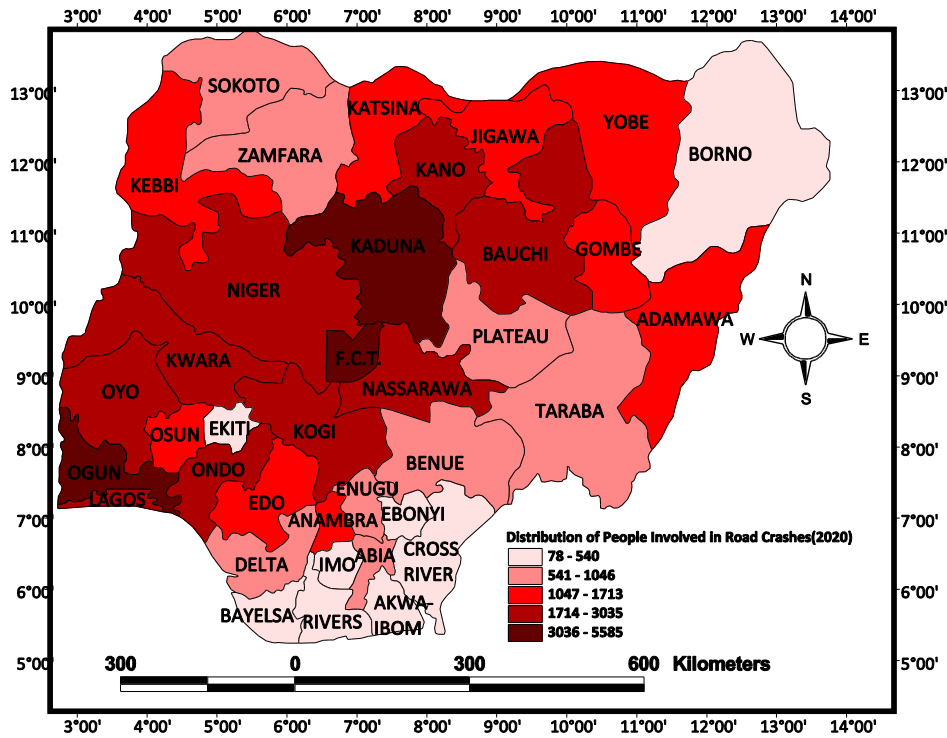 3°00' 4°00' 5°00' 6°00' 7°00' 8°00' 9°00' 10°00' 11°00' 12°00' 13°00' 14°00'
13°00' 13°00'
12°00' 12°00'
11°00' 11°00'
10°00' 10°00'
9°00' 9°00'
8°00' 8°00'
7°00' 7°00'
6°00' 6°00'
5°00' 5°00'
SOKOTO
KATSINA
JIGAWA
YOBE
ZAMFARA
BORNO
KANO
KEBBI
KADUNA
BAUCHI
GOMBE
NIGER
ADAMAWA
PLATEAU
KWARA
F.C.T.
OYO
NASSARAWA
TARABA
OSUN
EKITI
KOGI
BENUE
OGUN
ONDO
LAGOS
EDO
ENUGU
ANAMBRA
EBONYI
DELTA
IMO
ABIA
CROSS
RIVER
BAYELSA
RIVERS
AKWA-
IBOM
N
W E
S
Distribution of People Involved in Road Crashes(2020)
78 - 540
541 - 1046
1047 - 1713
1714 - 3035
3036 - 5585
300 0 300 600 Kilometers
3°00' 4°00' 5°00' 6°00' 7°00' 8°00' 9°00' 10°00' 11°00' 12°00' 13°00' 14°00'